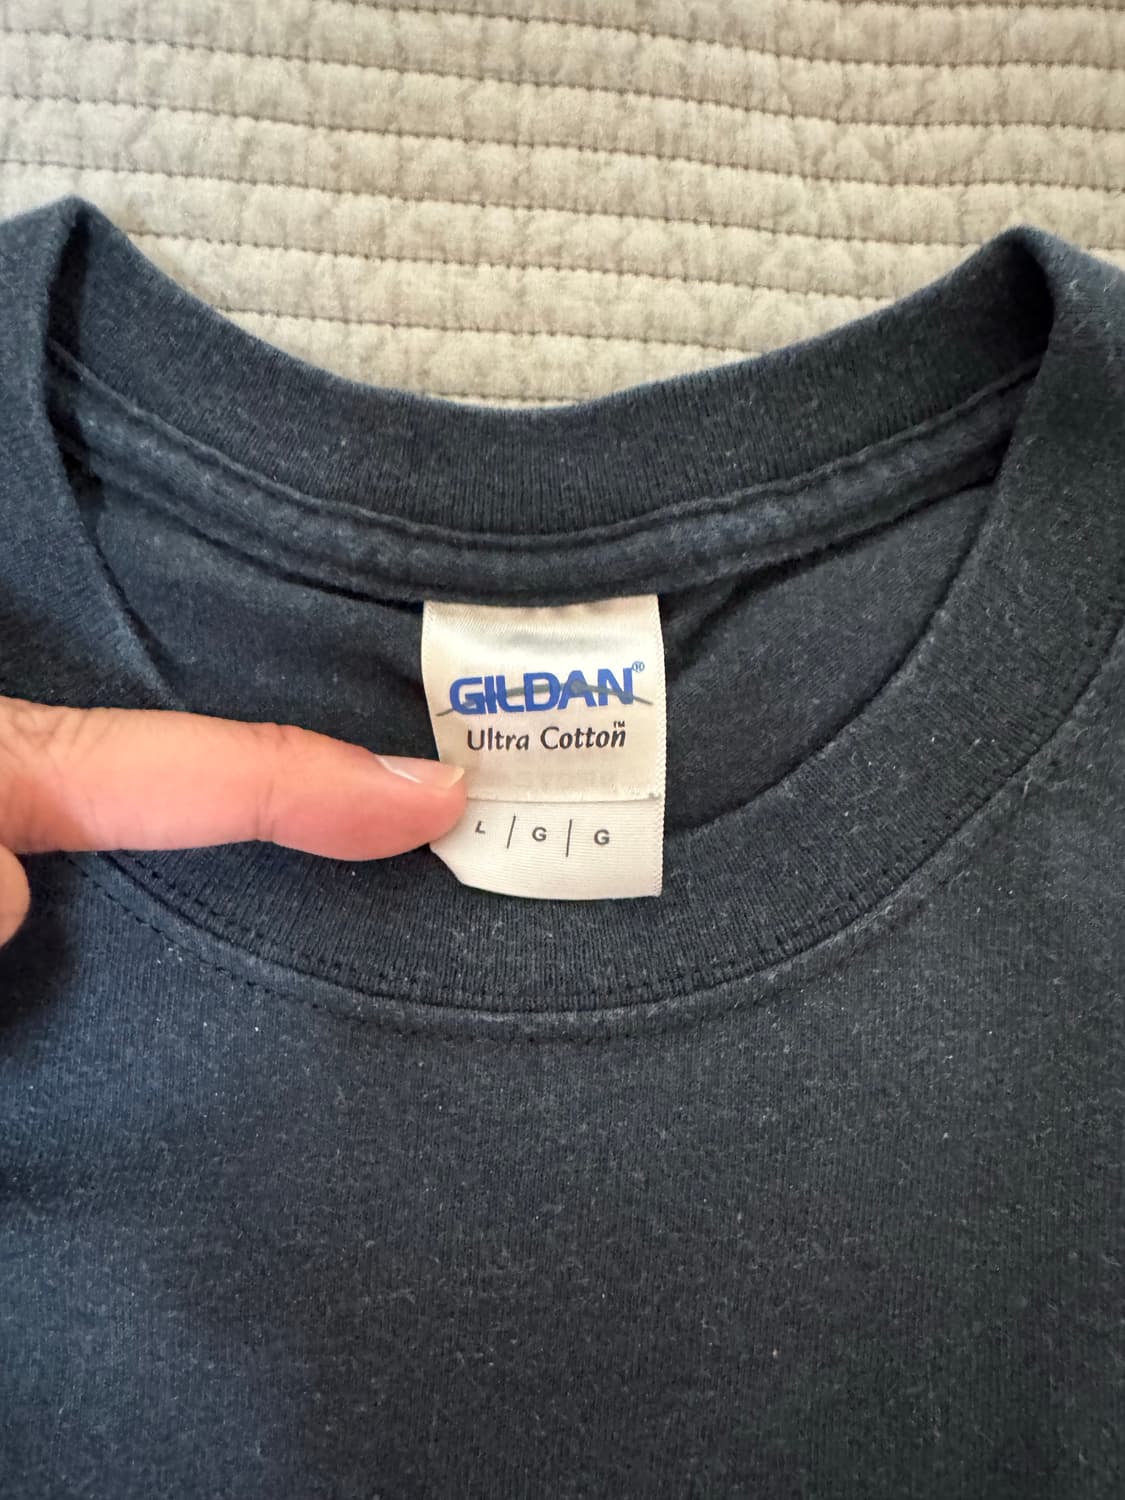 GILDAN®
Ultra Cotton™
L | G | G